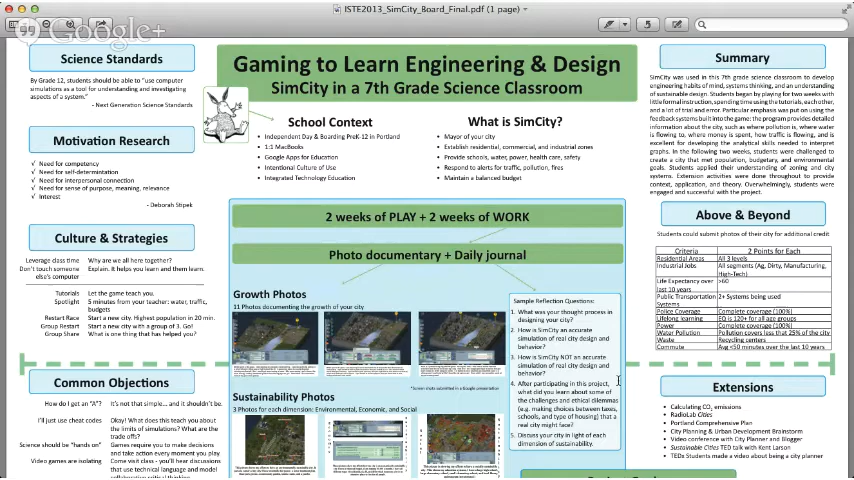 ISTE2013_SimCity_Board_Final.pdf (1 page)
Google+
Science Standards
By Grade 12, students should be able to "use computer
simulations as a tool for understanding and investigating
aspects of a system."
- Next Generation Science Standards
Motivation Research
√ Need for competency
√ Need for self-determination
√ Need for interpersonal connection
√ Need for sense of purpose, meaning, relevance
√ Interest
- Deborah Stipek
Culture & Strategies
Leverage class time Why are we all here together?
Don't touch someone Explain. It helps you learn and them learn.
else's computer
Tutorials Let the game teach you.
Spotlight 5 minutes from your teacher: water, traffic,
budgets
Restart Race Start a new city. Highest population in 20 min.
Group Restart Start a new city with a group of 3. Go!
Group Share What is one thing that has helped you?
Common Objections
How do I get an "A"? It's not that simple... and it shouldn't be.
I'll just use cheat codes Okay! What does this teach you about
the limits of simulations? What are the
trade offs?
Science should be "hands on" Games require you to make decisions
and take action every moment you play
Video games are isolating Come visit class - you'll hear discussions
that use technical language and model
collaborative critical thinking
Gaming to Learn Engineering & Design
SimCity in a 7th Grade Science Classroom
School Context
• Independent Day & Boarding PreK-12 in Portland
• 1:1 MacBooks
• Google Apps for Education
• Intentional Culture of Use
• Integrated Technology Education
What is SimCity?
• Mayor of your city
• Establish residential, commercial, and industrial zones
• Provide schools, water, power, health care, safety
• Respond to alerts for traffic, pollution, fires
• Maintain a balanced budget
2 weeks of PLAY + 2 weeks of WORK
Photo documentary + Daily journal
Growth Photos
11 Photos documenting the growth of your city
*Screen shots submitted in a Google presentation
Sustainability Photos
3 Photos for each dimension: Environmental, Economic, and Social
Sample Reflection Questions:
1. What was your thought process in
designing your city?
2. How is SimCity an accurate
simulation of real city design and
behavior?
3. How is SimCity NOT an accurate
simulation of real city design and
behavior?
4. After participating in this project,
what did you learn about some of
the challenges and ethical dilemmas
(e.g. making choices between taxes,
schools, and type of housing) that a
real city might face?
5. Discuss your city in light of each
dimension of sustainability.
Summary
SimCity was used in this 7th grade science classroom to develop
engineering habits of mind, systems thinking, and an understanding
of sustainable design. Students began by playing for two weeks with
little formal instruction, spending time using the tutorials, each other,
and a lot of trial and error. Particular emphasis was put on using the
feedback systems built into the game: the program provides detailed
information about the city, such as where pollution is, where water
is flowing to, where money is spent, how traffic is flowing, and is
excellent for developing the analytical skills needed to interpret
graphs. In the following two weeks, students were challenged to
create a city that met population, budgetary, and environmental
goals. Students applied their understanding of zoning and city
systems. Extension activities were done throughout to provide
context, application, and theory. Overwhelmingly, students were
engaged and successful with the project.
Above & Beyond
Students could submit photos of their city for additional credit
Criteria 2 Points for Each
Residential Areas All 3 levels
Industrial Jobs All segments (Ag, Dirty, Manufacturing,
High-Tech)
Life Expectancy over >60
last 10 years
Public Transportation 2+ Systems being used
Systems
Police Coverage Complete coverage (100%)
Lifelong learning EQ is 120+ for all age groups
Power Complete coverage (100%)
Water Pollution Pollution covers less that 25% of the city
Waste Recycling centers
Commute Avg <50 minutes over the last 10 years
Extensions
• Calculating CO₂ emissions
• RadioLab Cities
• Portland Comprehensive Plan
• City Planning & Urban Development Brainstorm
• Video conference with City Planner and Blogger
• Sustainable Cities TED talk with Kent Larson
• TEDx Students made a video about being a city planner